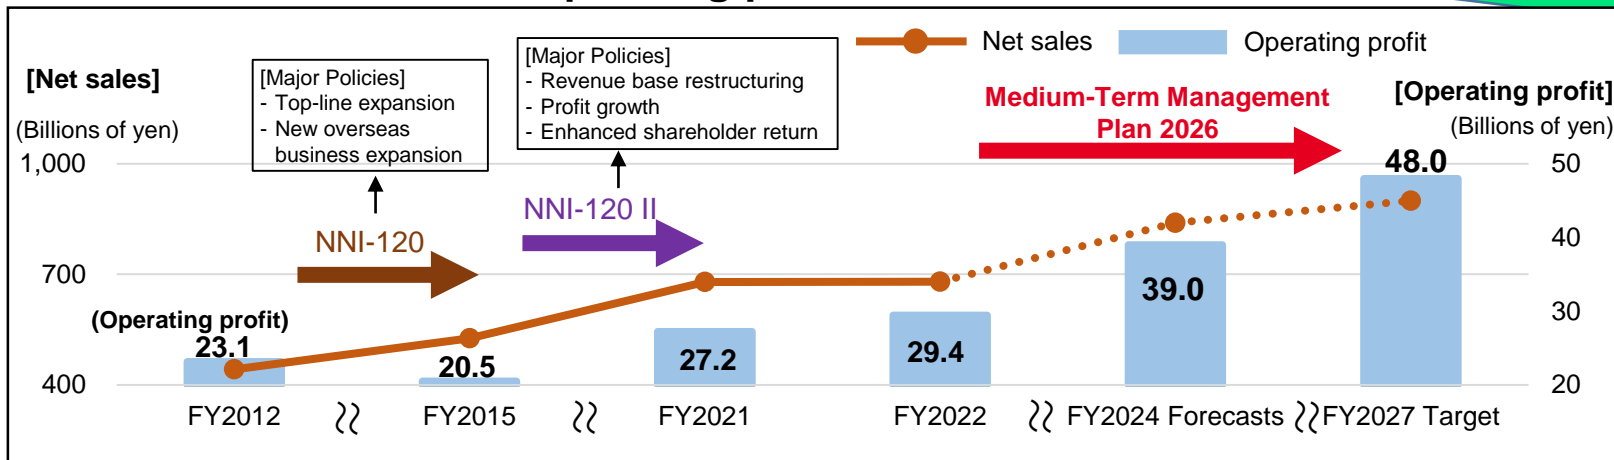 Net sales
Operating profit
[Net sales]
(Billions of yen)
[Major Policies]
- Top-line expansion
- New overseas
business expansion
[Major Policies]
- Revenue base restructuring
- Profit growth
- Enhanced shareholder return
Medium-Term Management
Plan 2026
[Operating profit]
(Billions of yen)
1,000
700
400
NNI-120
NNI-120 II
(Operating profit)
23.1
20.5
27.2
29.4
39.0
48.0
50
40
30
20
FY2012
FY2015
FY2021
FY2022
FY2024 Forecasts
FY2027 Target